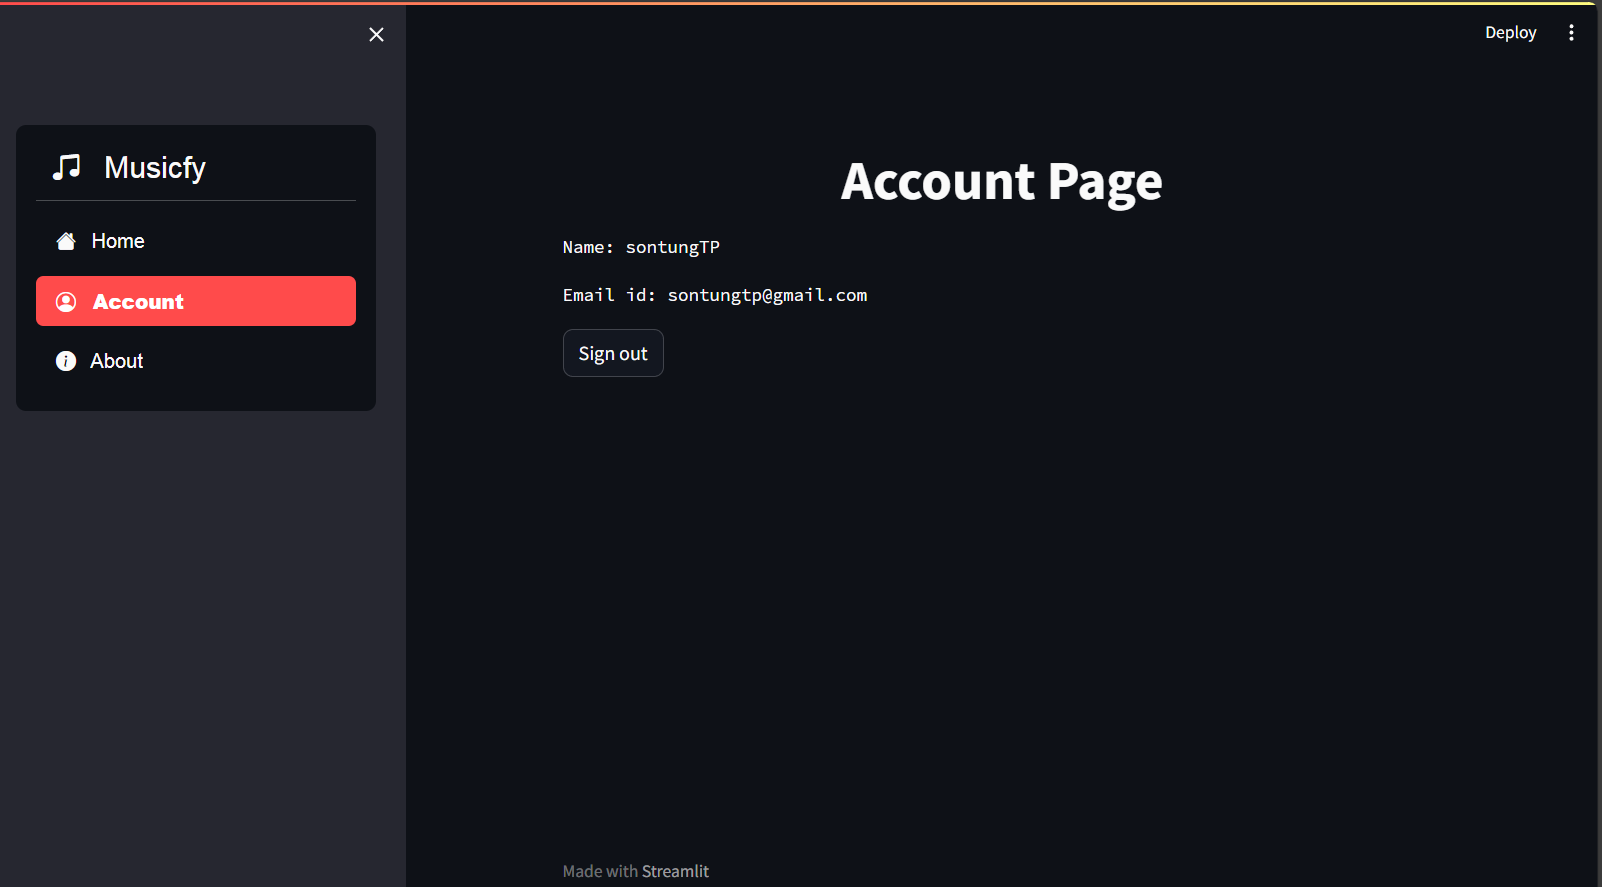 Deploy
Musicfy
Home
Account
About
Account Page
Name: sontungTP
Email id: sontungtp@gmail.com
Sign out
Made with Streamlit